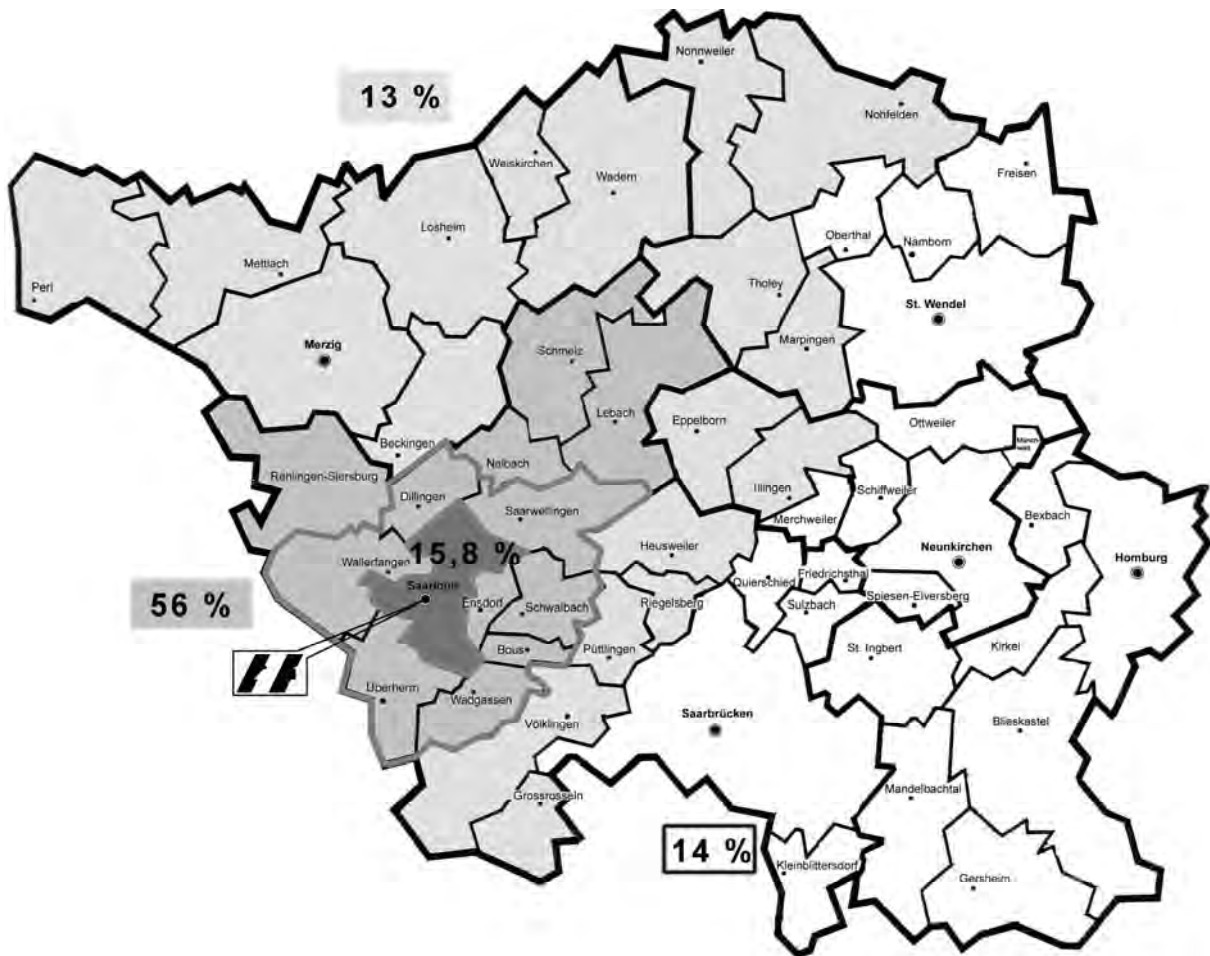 Nonnweiler
13 %
Nohfelden
Weiskirchen
Freisen
Wadern
Losheim
Oberthal
Namborn
Mettlach
Perl
Tholey
St. Wendel
Merzig
Marpingen
Schmelz
Lebach
Eppelborn
Ottweiler
Beckingen
Nalbach
Rehlingen-Siersburg
Dillingen
Illingen
Schiffweiler
Saarwellingen
Merchweiler
Bexbach
15,8 %
Heusweiler
Neunkirchen
Homburg
Wallerfangen
Quierschied
Friedrichsthal
Saarlouis
56 %
Ensdorf
Schwalbach
Riegelsberg
Sulzbach
Spiesen-Elversberg
Bous
Püttlingen
St. Ingbert
Kirkel
Überherrn
Wadgassen
Völklingen
Saarbrücken
Blieskastel
Grossrosseln
Mandelbachtal
14 %
Kleinblittersdorf
Gersheim